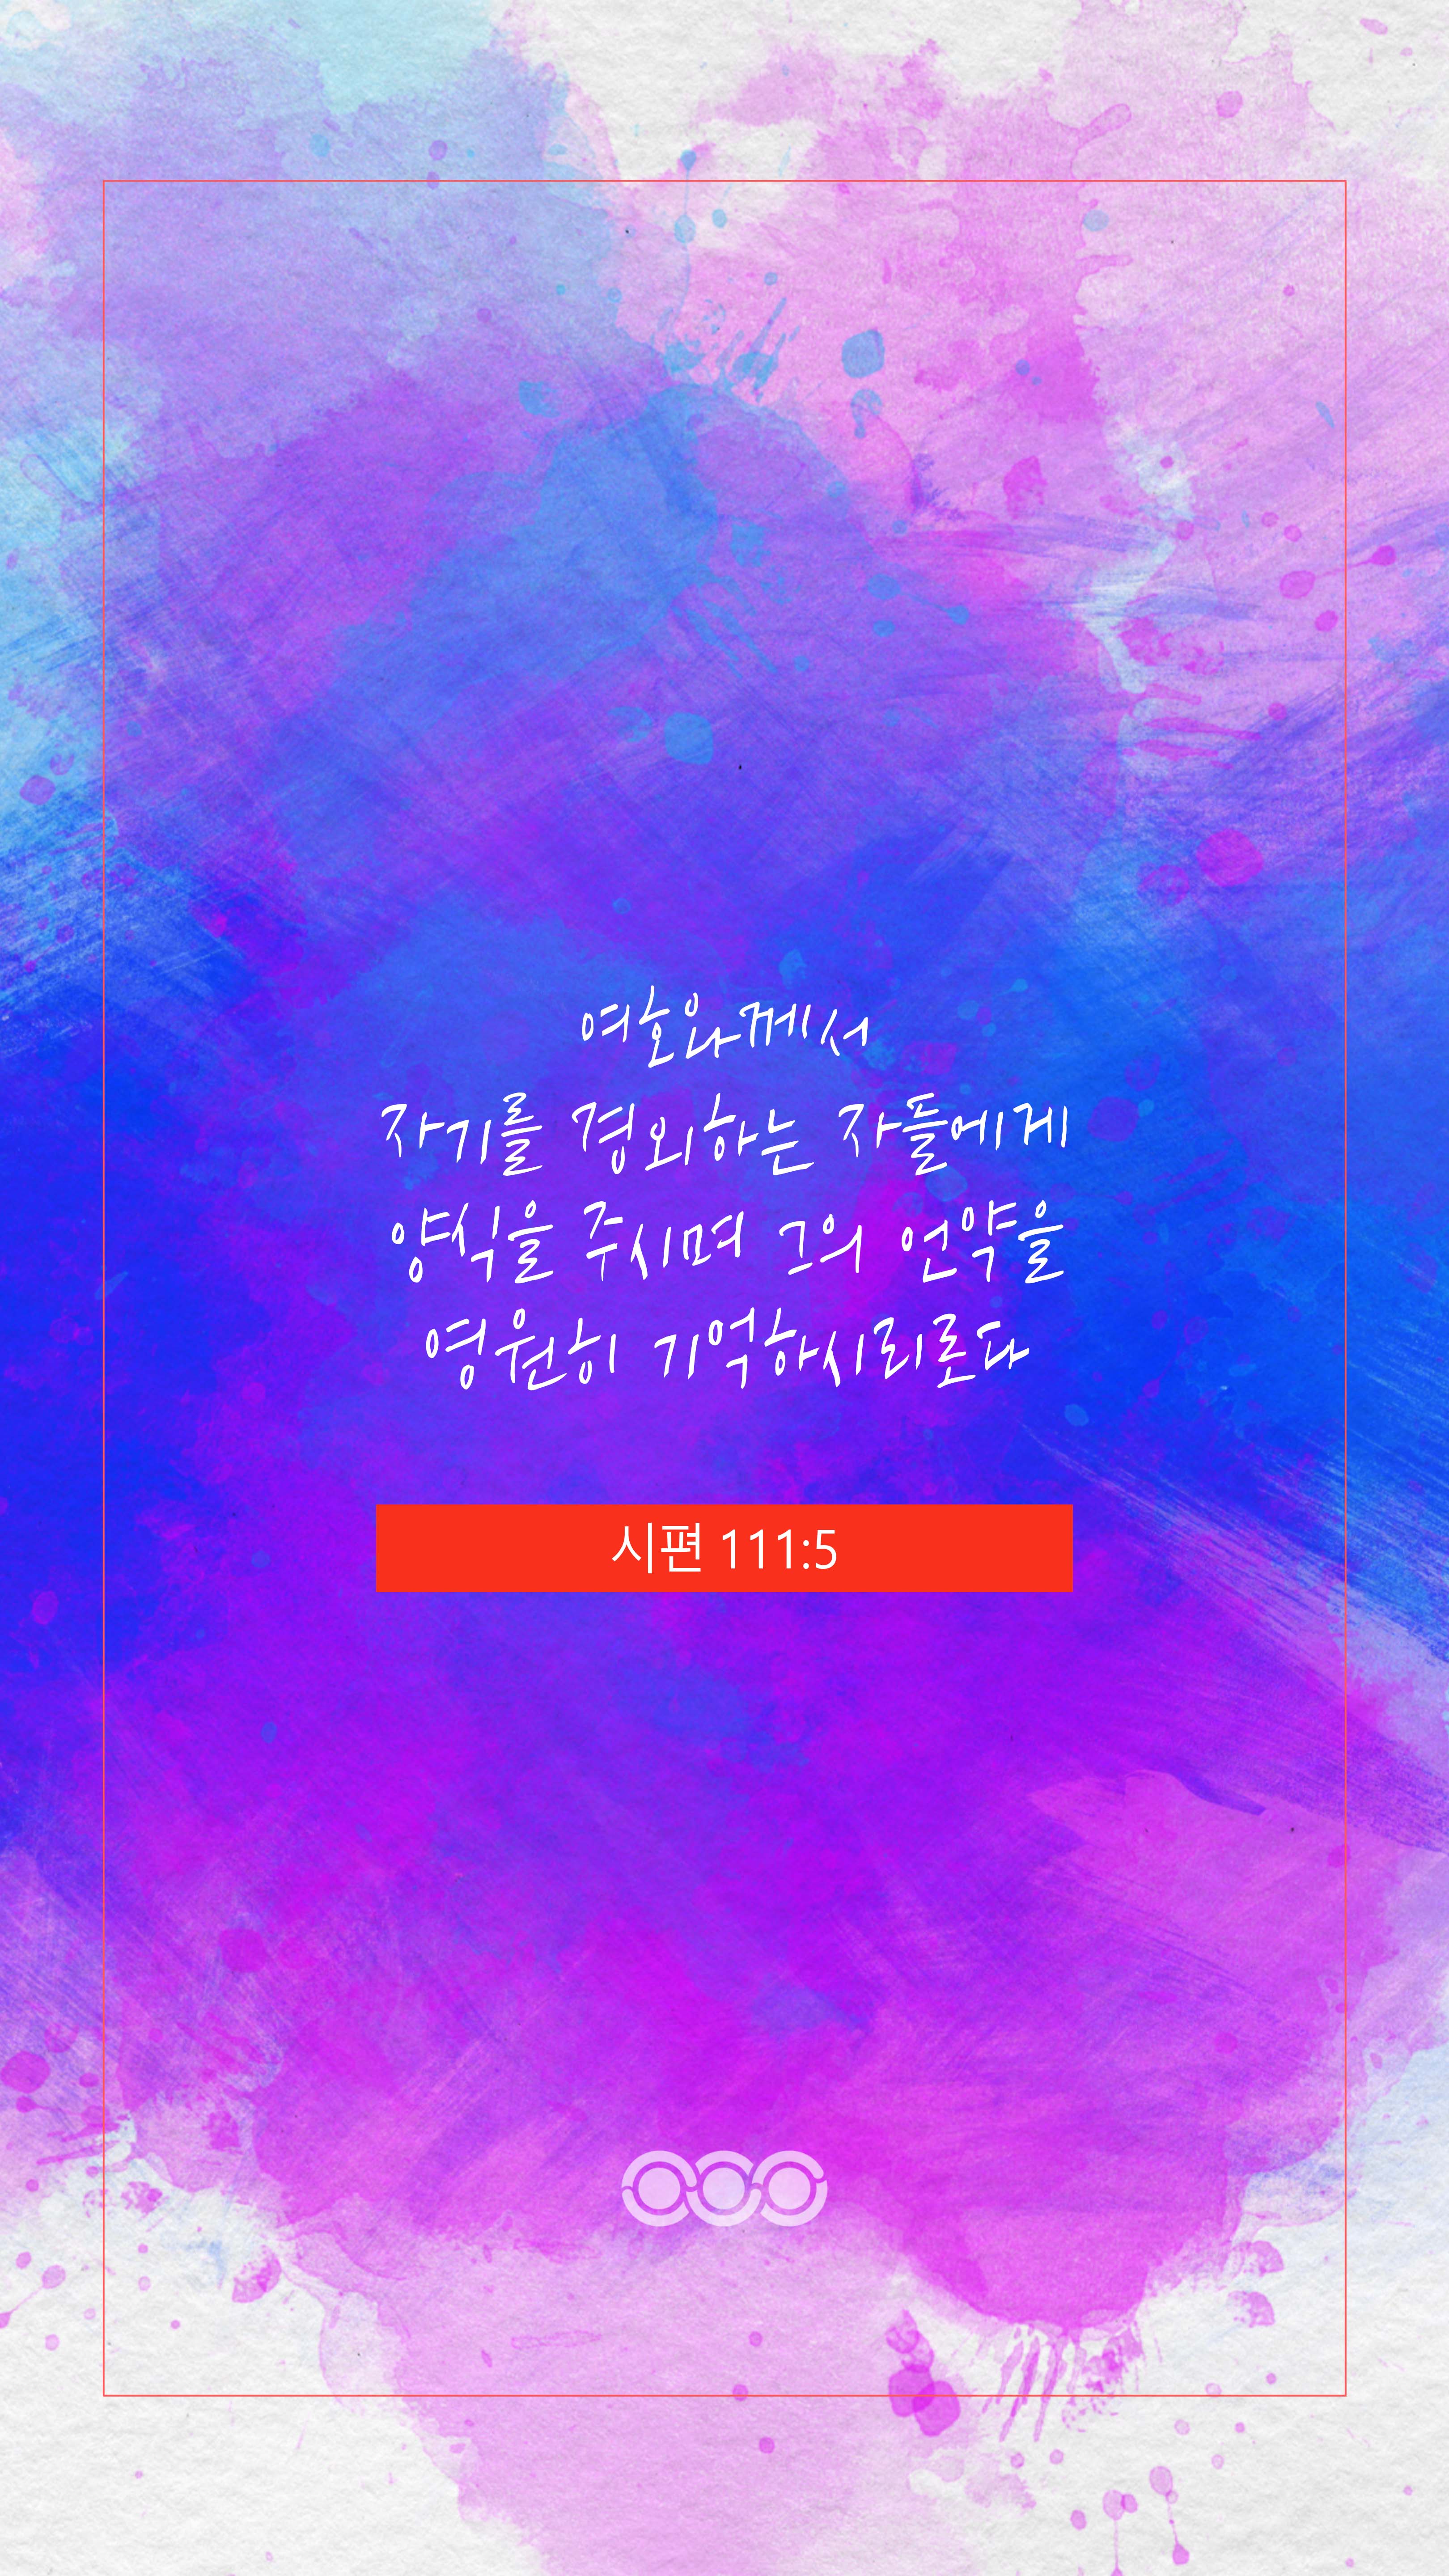 여호와께서
자기를 경외하는 자들에게
양식을 주시며 그의 언약을
영원히 기억하시리로다
시편 111:5